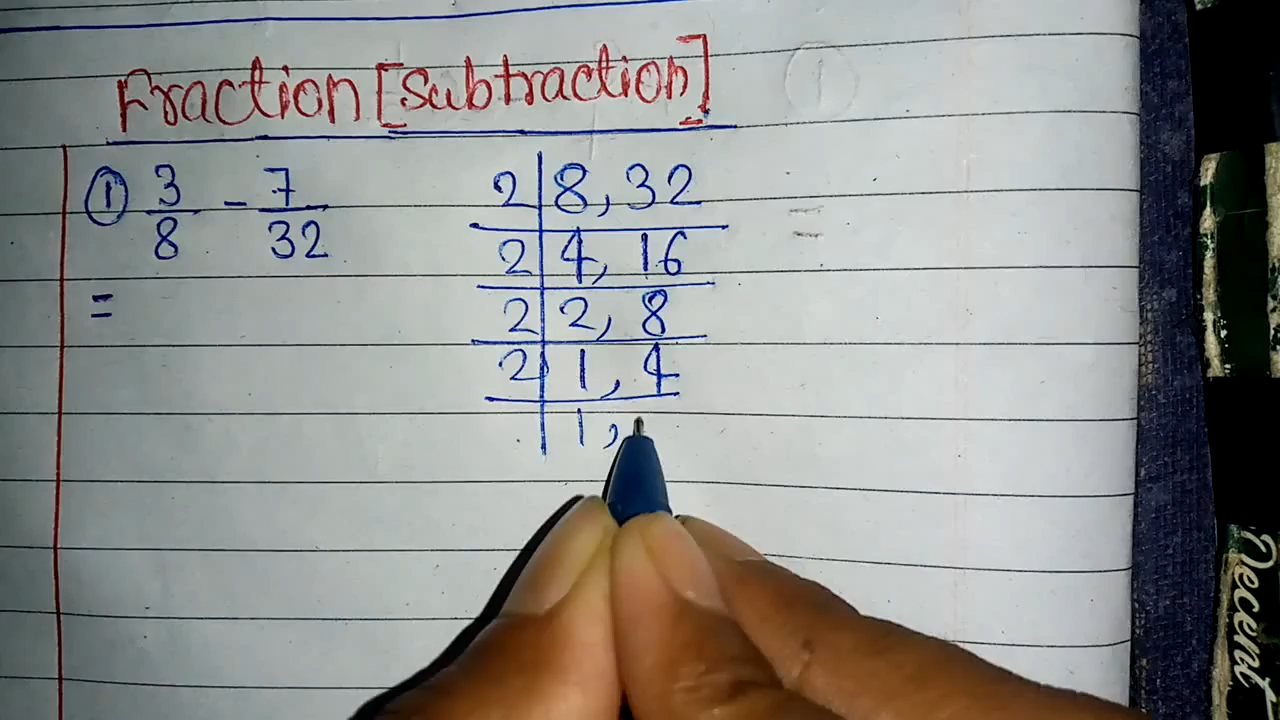 Fraction [Subtraction]
① 3/8 - 7/32
=
2 | 8, 32
2 | 4, 16
2 | 2, 8
2 | 1, 4
1,
Decent